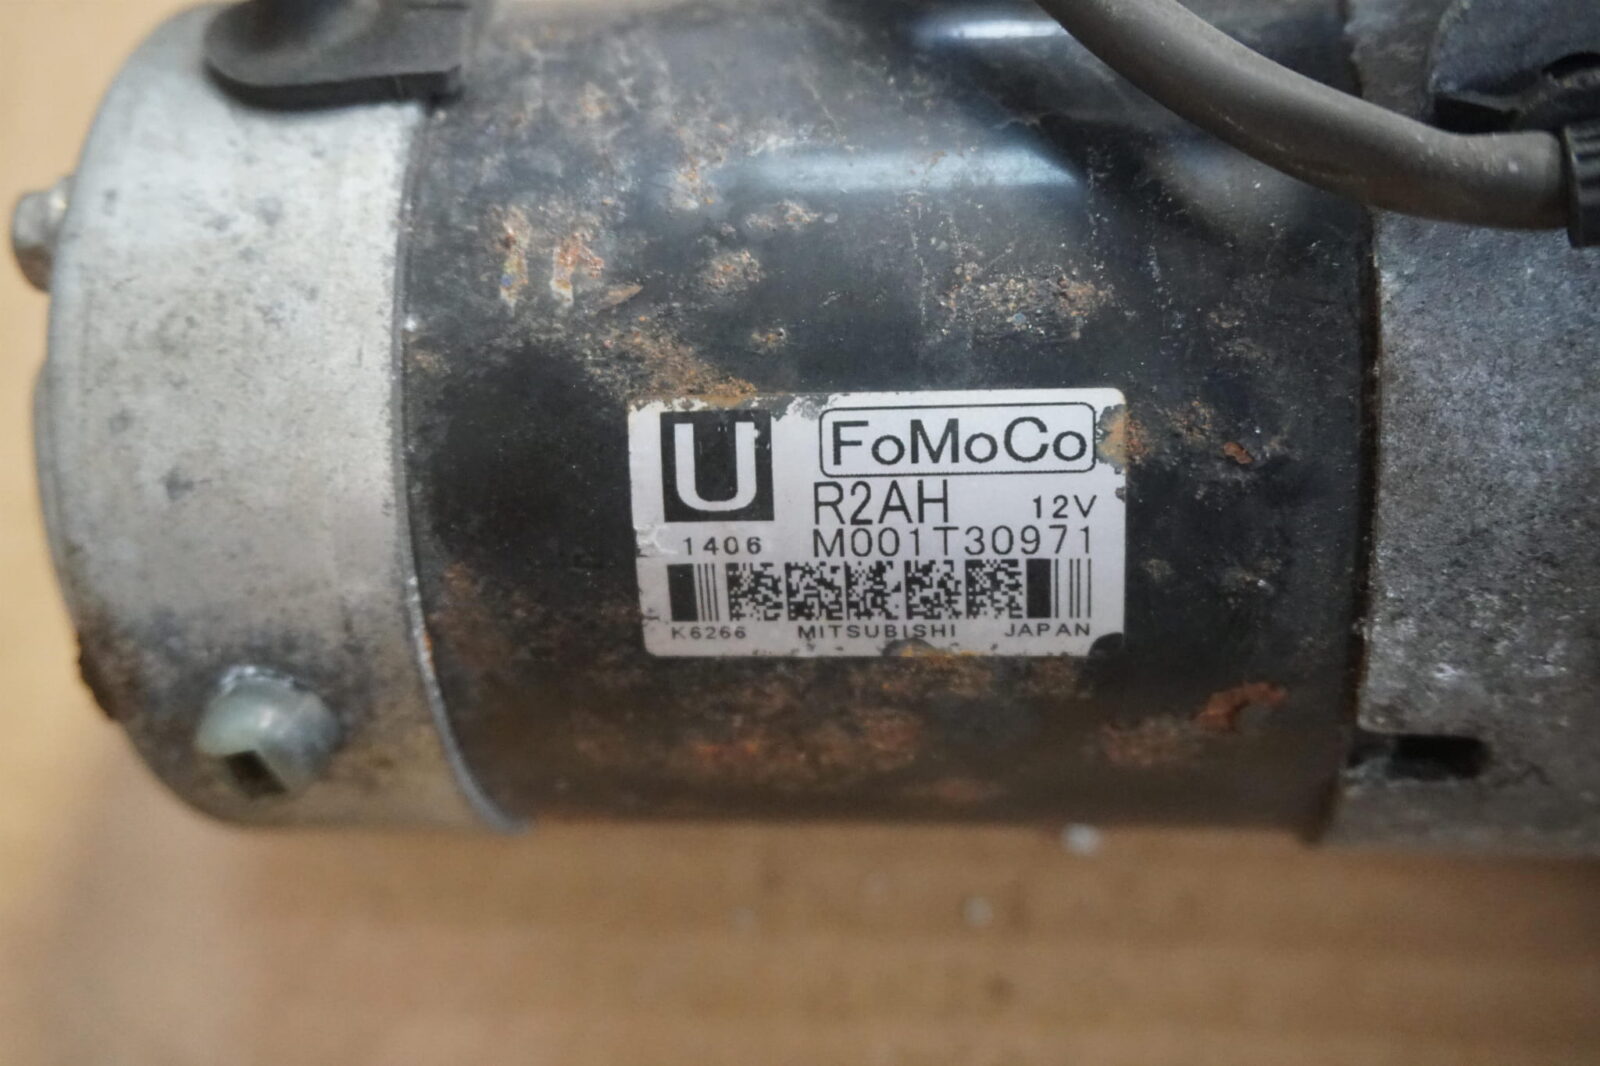 U FoMoCo
R2AH 12V
1406 M001T30971
K6266 MITSUBISHI JAPAN